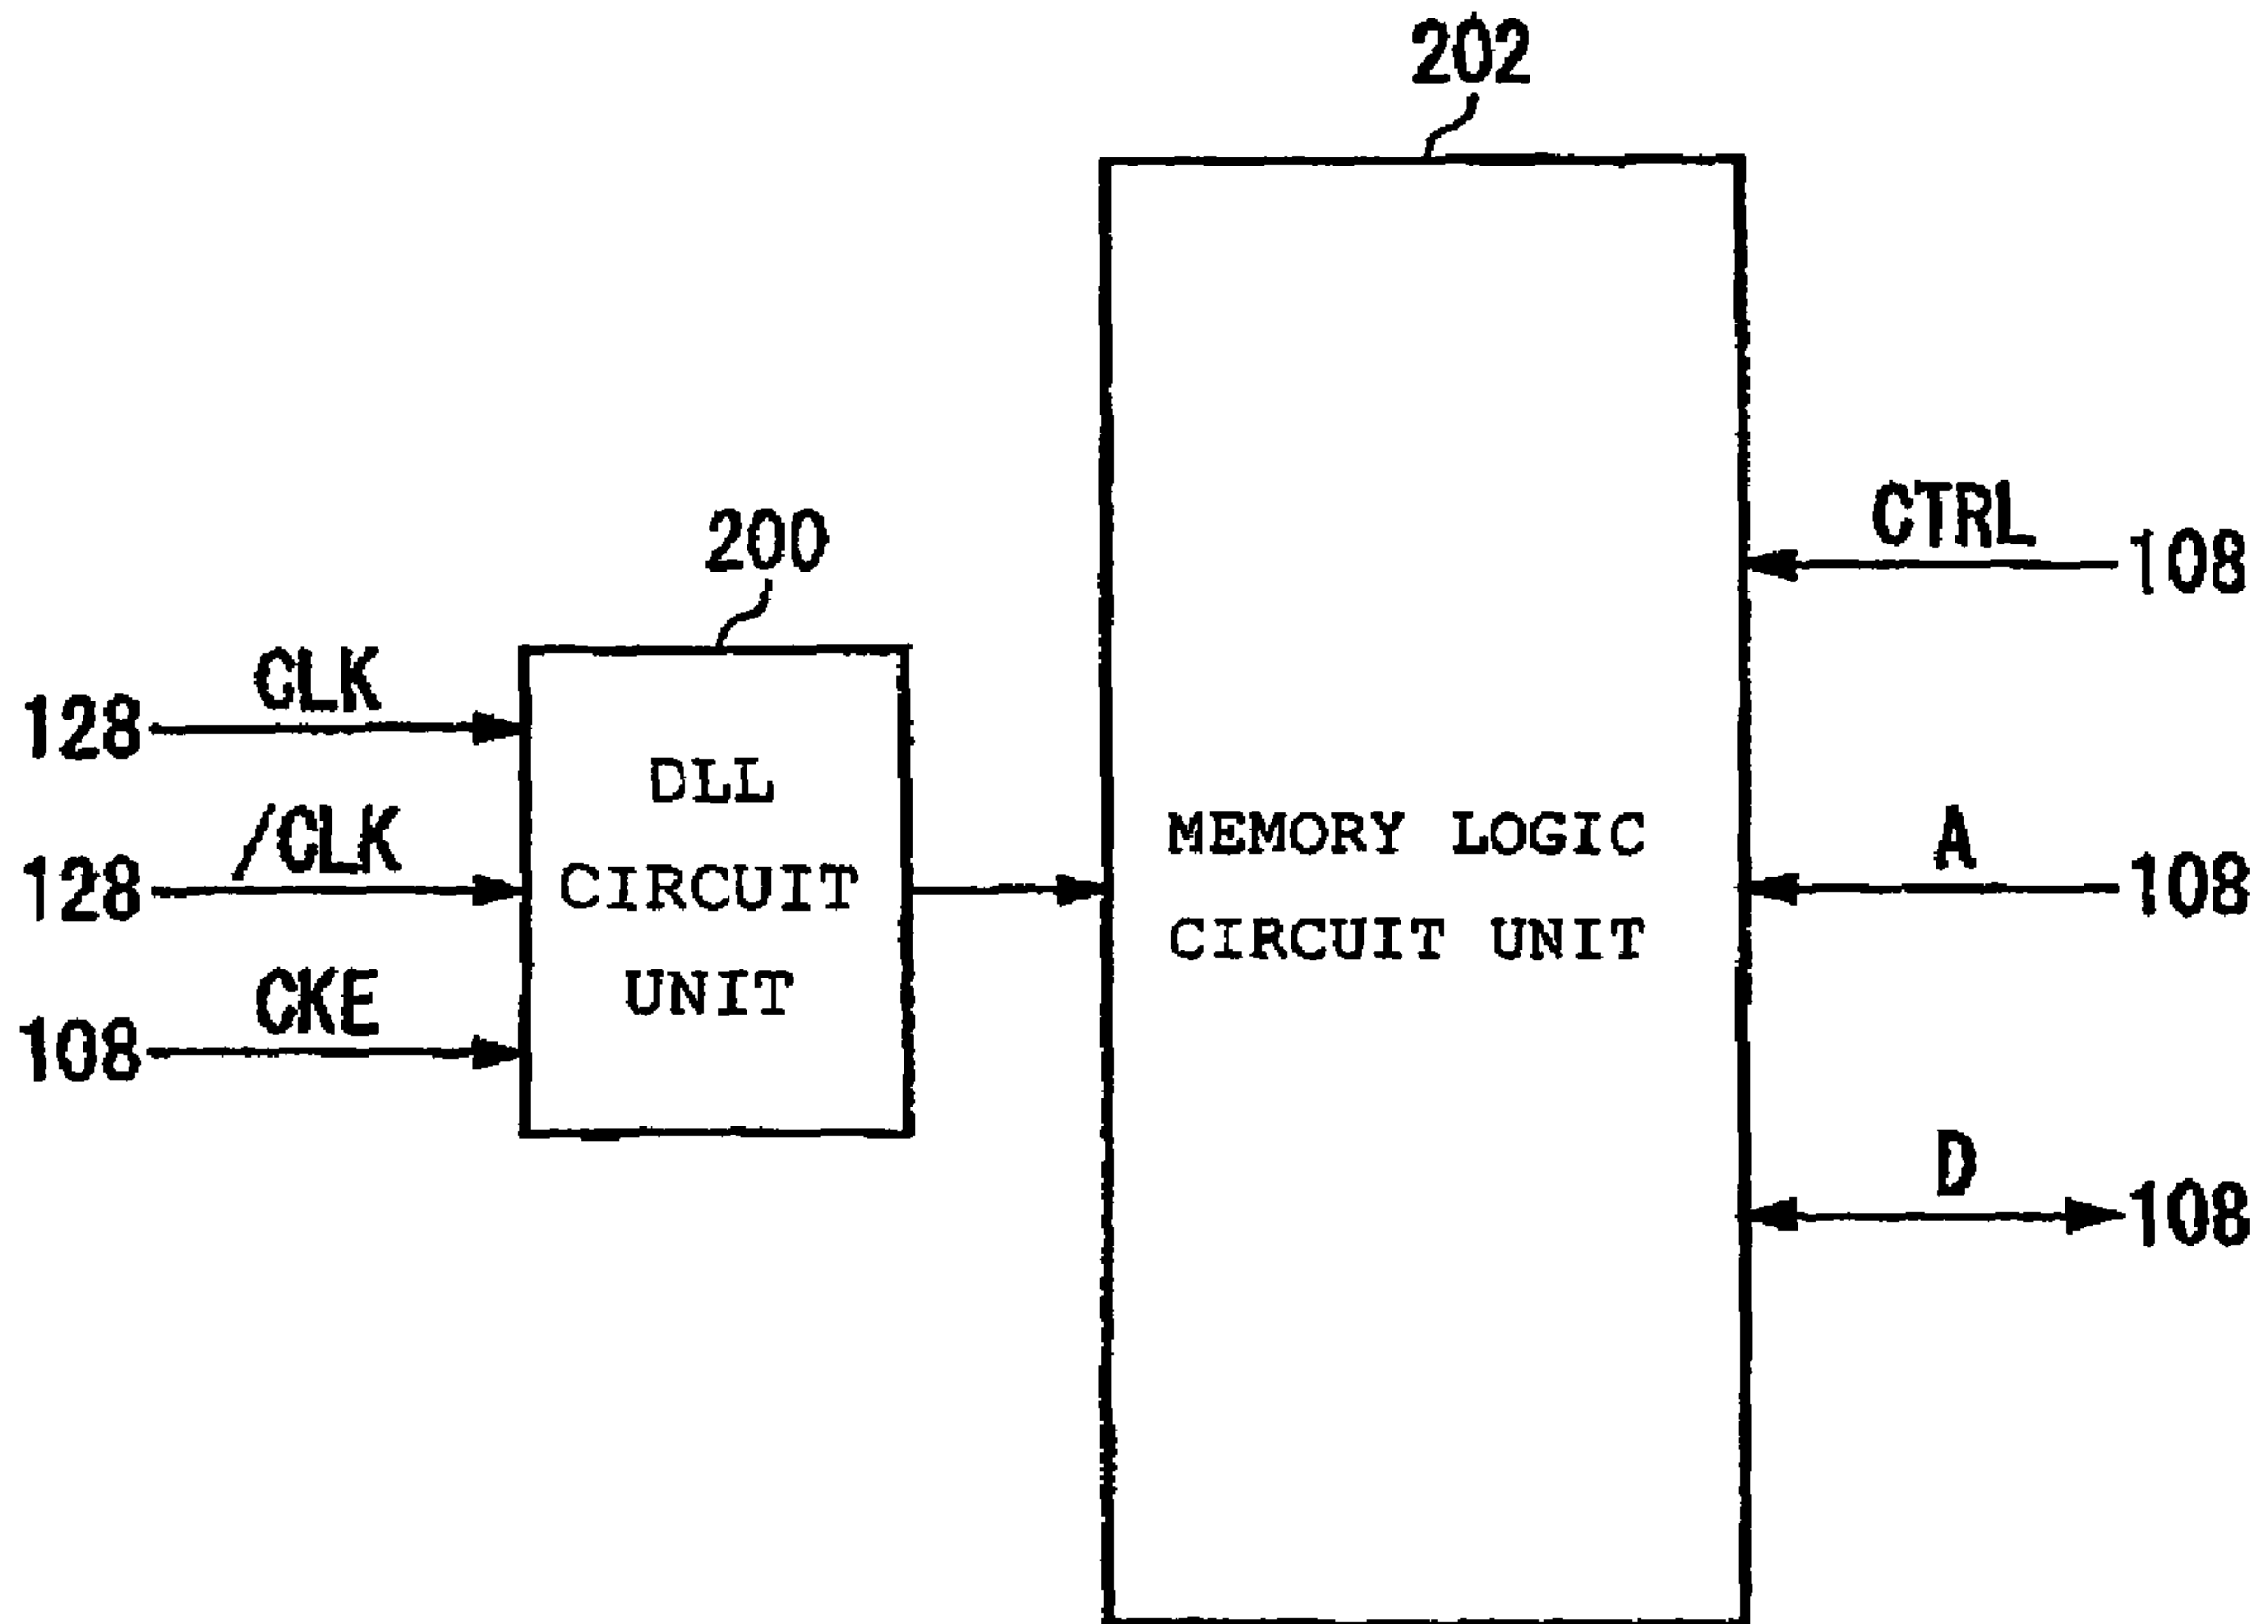 202
200
CTRL
108
CLK
128
DLL
CIRCUIT
UNIT
/CLK
128
MEMORY LOGIC
CIRCUIT UNIT
A
108
CKE
108
D
108